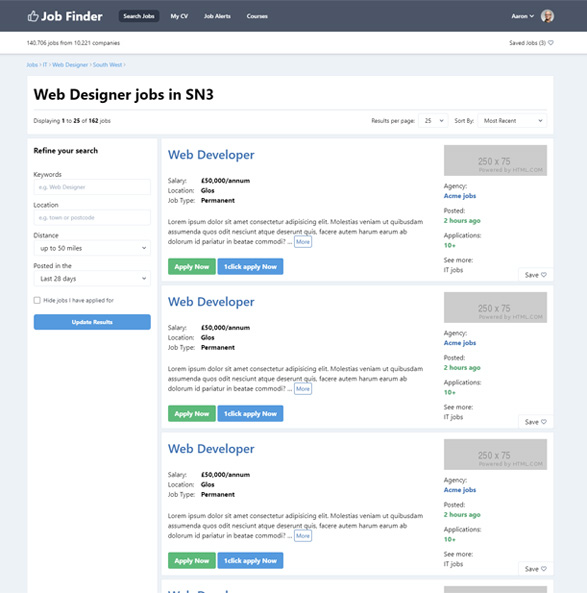 Job Finder Search Jobs My CV Job Alerts Courses Aaron
140,706 jobs from 10,221 companies Saved Jobs (3)
Jobs › IT › Web Designer › South West ›
Web Designer jobs in SN3
Displaying 1 to 25 of 162 jobs Results per page: 25 Sort By: Most Recent
Refine your search
Keywords
e.g. Web Designer
Location
e.g. town or postcode
Distance
up to 50 miles
Posted in the
Last 28 days
Hide jobs I have applied for
Update Results
Web Developer
Salary: £50,000/annum
Location: Glos
Job Type: Permanent
Lorem ipsum dolor sit amet consectetur adipisicing elit. Molestias veniam ut quibusdam
assumenda quos odit nesciunt atque deserunt quis, facere autem harum earum ab
dolorum id pariatur in beatae commodi? ... More
Apply Now 1click apply Now
250 x 75
Powered by HTML.COM
Agency:
Acme jobs
Posted:
2 hours ago
Applications:
10+
See more:
IT jobs
Save
Web Developer
Salary: £50,000/annum
Location: Glos
Job Type: Permanent
Lorem ipsum dolor sit amet consectetur adipisicing elit. Molestias veniam ut quibusdam
assumenda quos odit nesciunt atque deserunt quis, facere autem harum earum ab
dolorum id pariatur in beatae commodi? ... More
Apply Now 1click apply Now
250 x 75
Powered by HTML.COM
Agency:
Acme jobs
Posted:
2 hours ago
Applications:
10+
See more:
IT jobs
Save
Web Developer
Salary: £50,000/annum
Location: Glos
Job Type: Permanent
Lorem ipsum dolor sit amet consectetur adipisicing elit. Molestias veniam ut quibusdam
assumenda quos odit nesciunt atque deserunt quis, facere autem harum earum ab
dolorum id pariatur in beatae commodi? ... More
Apply Now 1click apply Now
250 x 75
Powered by HTML.COM
Agency:
Acme jobs
Posted:
2 hours ago
Applications:
10+
See more:
IT jobs
Save
Web Developer